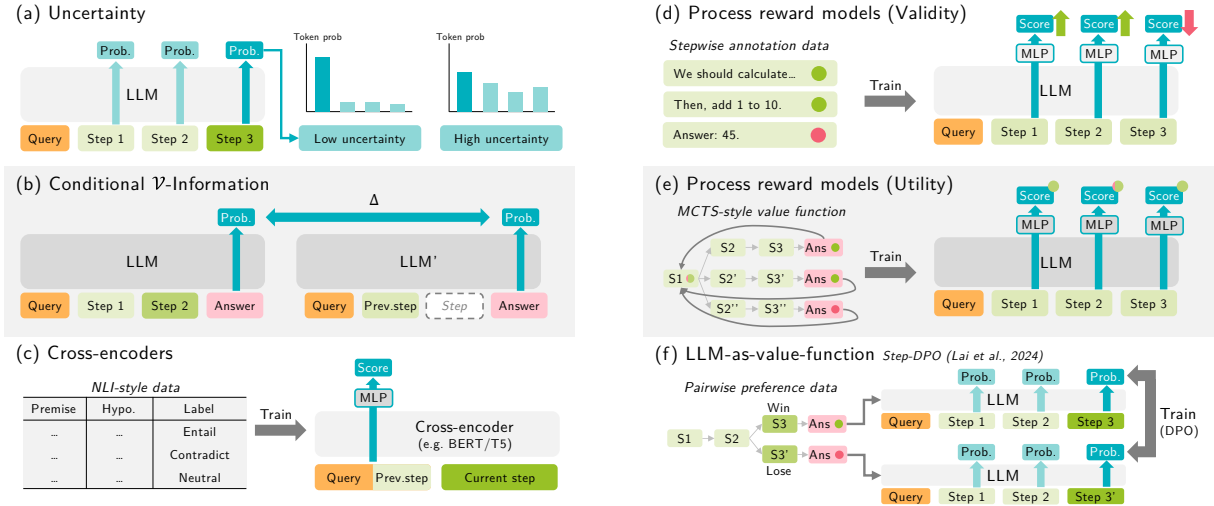 (a) Uncertainty
Prob.
Prob.
Prob.
LLM
Query
Step 1
Step 2
Step 3
Token prob
Low uncertainty
Token prob
High uncertainty
(b) Conditional 𝒱-Information
Δ
Prob.
LLM
Query
Step 1
Step 2
Answer
Prob.
LLM'
Query
Prev.step
Step
Answer
(c) Cross-encoders
NLI-style data
Premise Hypo. Label
... ... Entail
... ... Contradict
... ... Neutral
Train
Score
MLP
Cross-encoder
(e.g. BERT/T5)
Query
Prev.step
Current step
(d) Process reward models (Validity)
Stepwise annotation data
We should calculate...
Then, add 1 to 10.
Answer: 45.
Train
Score
Score
Score
MLP
MLP
MLP
LLM
Query
Step 1
Step 2
Step 3
(e) Process reward models (Utility)
MCTS-style value function
S1
S2
S3
Ans
S2'
S3'
Ans
S2''
S3''
Ans
Train
Score
Score
Score
MLP
MLP
MLP
LLM
Query
Step 1
Step 2
Step 3
(f) LLM-as-value-function Step-DPO (Lai et al., 2024)
Pairwise preference data
Win
S1
S2
S3
Ans
S3'
Ans
Lose
Prob.
Prob.
Prob.
LLM
Query
Step 1
Step 2
Step 3
Train
(DPO)
Prob.
Prob.
Prob.
LLM
Query
Step 1
Step 2
Step 3'